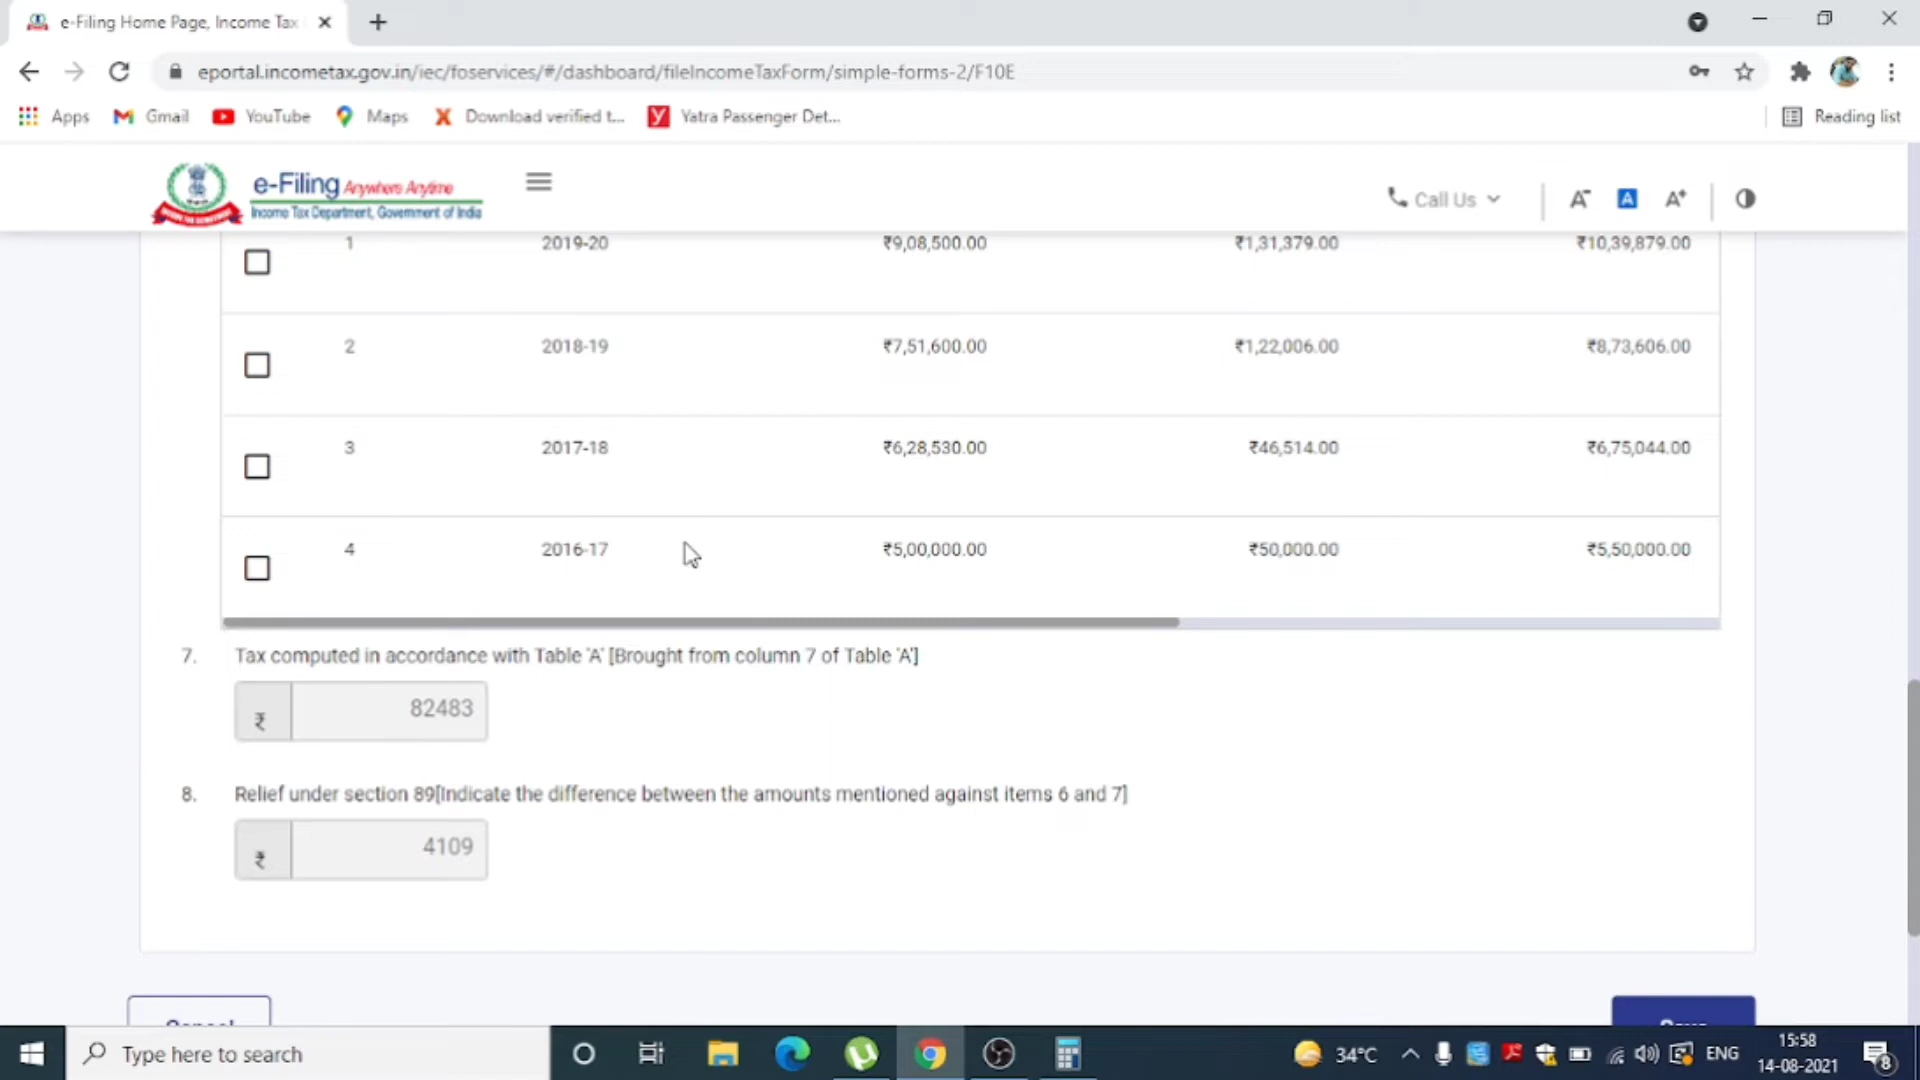 e-Filing Home Page, Income Tax
eportal.incometax.gov.in/iec/foservices/#/dashboard/fileIncomeTaxForm/simple-forms-2/F10E
Apps Gmail YouTube Maps Download verified t... Yatra Passenger Det... Reading list
e-Filing Anywhere Anytime
Income Tax Department, Government of India
Call Us A- A A+
1 2019-20 ₹9,08,500.00 ₹1,31,379.00 ₹10,39,879.00
2 2018-19 ₹7,51,600.00 ₹1,22,006.00 ₹8,73,606.00
3 2017-18 ₹6,28,530.00 ₹46,514.00 ₹6,75,044.00
4 2016-17 ₹5,00,000.00 ₹50,000.00 ₹5,50,000.00
7. Tax computed in accordance with Table 'A' [Brought from column 7 of Table 'A']
₹ 82483
8. Relief under section 89[Indicate the difference between the amounts mentioned against items 6 and 7]
₹ 4109
Cancel Save
Type here to search 34°C ENG 15:58
14-08-2021 8